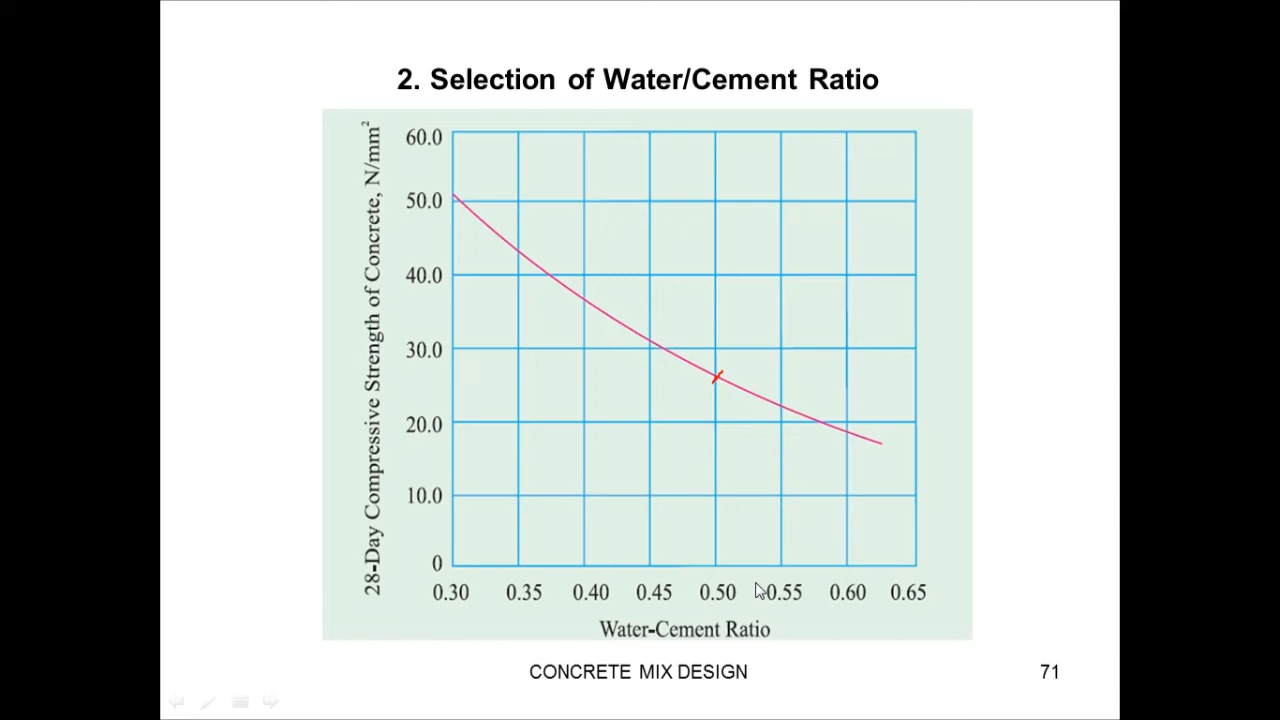 2. Selection of Water/Cement Ratio
28-Day Compressive Strength of Concrete, N/mm²
60.0
50.0
40.0
30.0
20.0
10.0
0
0.30 0.35 0.40 0.45 0.50 0.55 0.60 0.65
Water-Cement Ratio
CONCRETE MIX DESIGN
71